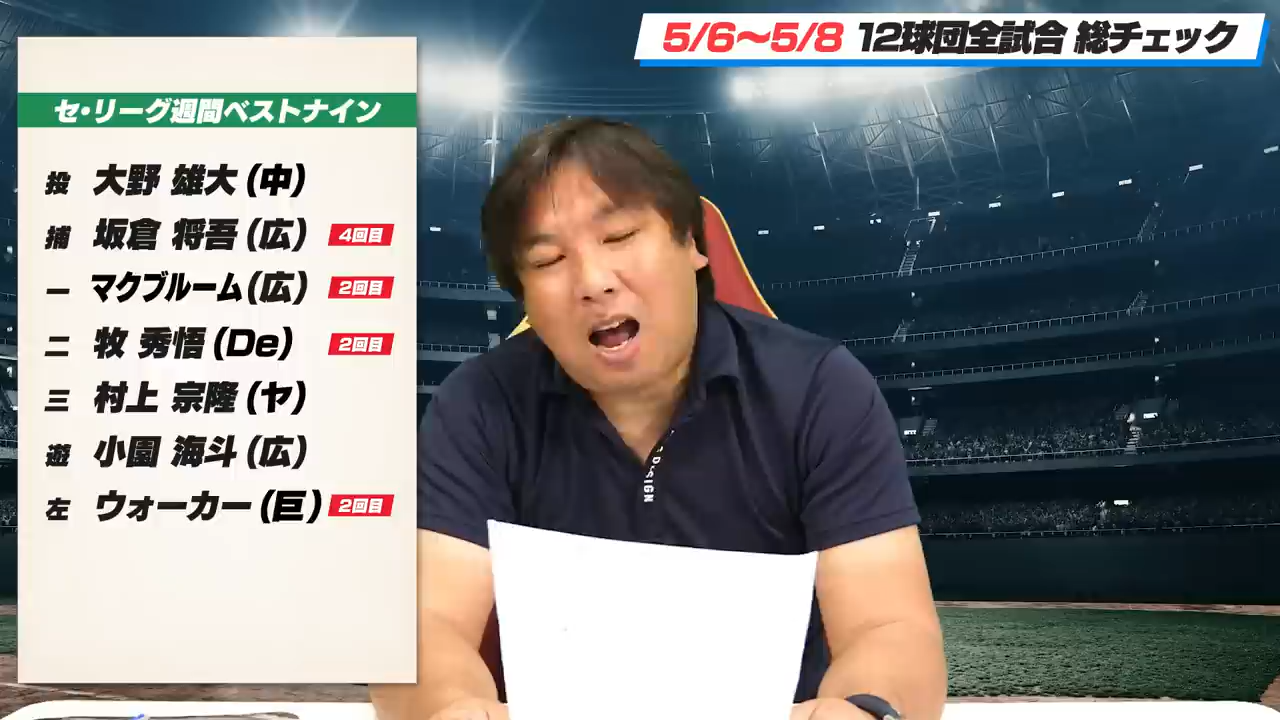 5/6～5/8 12球団全試合 総チェック
セ・リーグ週間ベストナイン
投 大野 雄大(中)
捕 坂倉 将吾(広) 4回目
一 マクブルーム(広) 2回目
二 牧 秀悟(De) 2回目
三 村上 宗隆(ヤ)
遊 小園 海斗(広)
左 ウォーカー(巨) 2回目